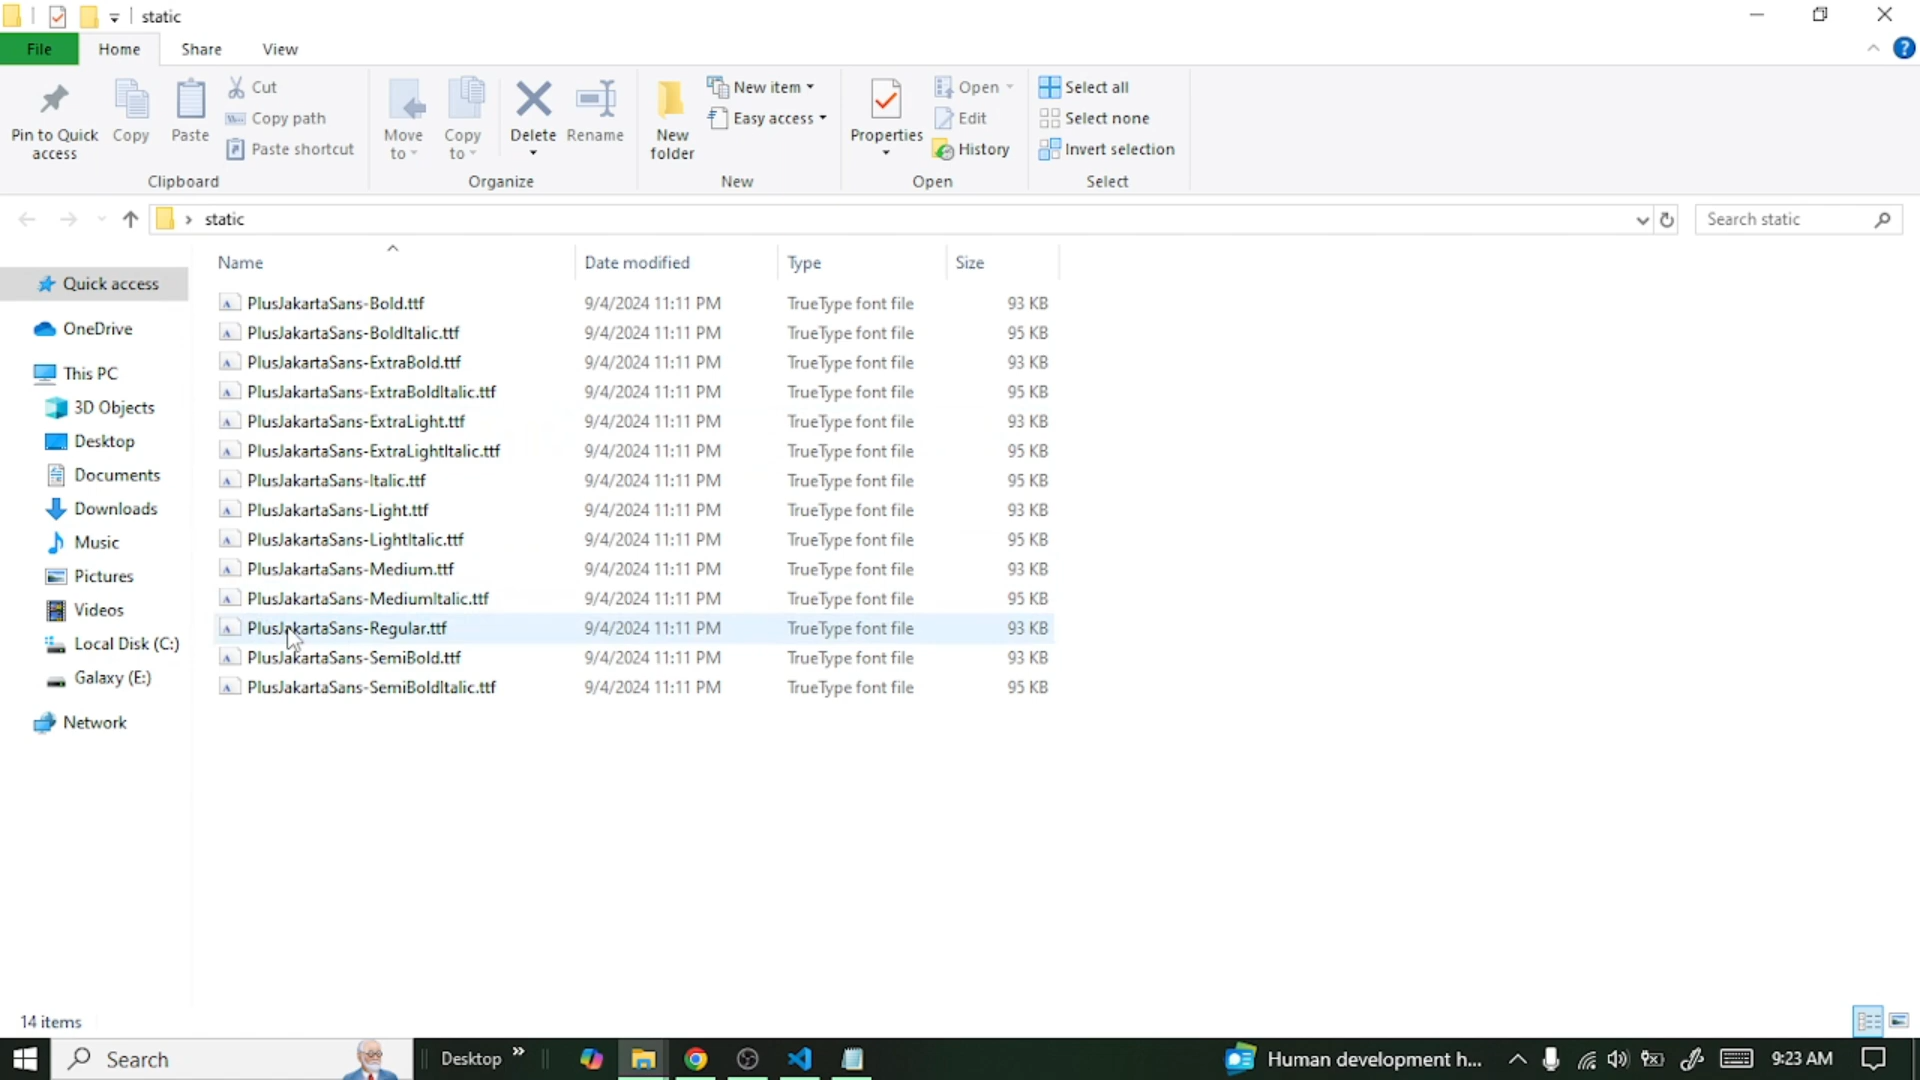 static
File Home Share View
Pin to Quick access
Copy
Paste
Cut
Copy path
Paste shortcut
Clipboard
Move to
Copy to
Delete
Rename
Organize
New folder
New item
Easy access
New
Properties
Open
Edit
History
Open
Select all
Select none
Invert selection
Select
static
Search static
Name Date modified Type Size
Quick access
OneDrive
This PC
3D Objects
Desktop
Documents
Downloads
Music
Pictures
Videos
Local Disk (C:)
Galaxy (E:)
Network
PlusJakartaSans-Bold.ttf 9/4/2024 11:11 PM TrueType font file 93 KB
PlusJakartaSans-BoldItalic.ttf 9/4/2024 11:11 PM TrueType font file 95 KB
PlusJakartaSans-ExtraBold.ttf 9/4/2024 11:11 PM TrueType font file 93 KB
PlusJakartaSans-ExtraBoldItalic.ttf 9/4/2024 11:11 PM TrueType font file 95 KB
PlusJakartaSans-ExtraLight.ttf 9/4/2024 11:11 PM TrueType font file 93 KB
PlusJakartaSans-ExtraLightItalic.ttf 9/4/2024 11:11 PM TrueType font file 95 KB
PlusJakartaSans-Italic.ttf 9/4/2024 11:11 PM TrueType font file 95 KB
PlusJakartaSans-Light.ttf 9/4/2024 11:11 PM TrueType font file 93 KB
PlusJakartaSans-LightItalic.ttf 9/4/2024 11:11 PM TrueType font file 95 KB
PlusJakartaSans-Medium.ttf 9/4/2024 11:11 PM TrueType font file 93 KB
PlusJakartaSans-MediumItalic.ttf 9/4/2024 11:11 PM TrueType font file 95 KB
PlusJakartaSans-Regular.ttf 9/4/2024 11:11 PM TrueType font file 93 KB
PlusJakartaSans-SemiBold.ttf 9/4/2024 11:11 PM TrueType font file 93 KB
PlusJakartaSans-SemiBoldItalic.ttf 9/4/2024 11:11 PM TrueType font file 95 KB
14 items
Search Desktop » Human development h... 9:23 AM